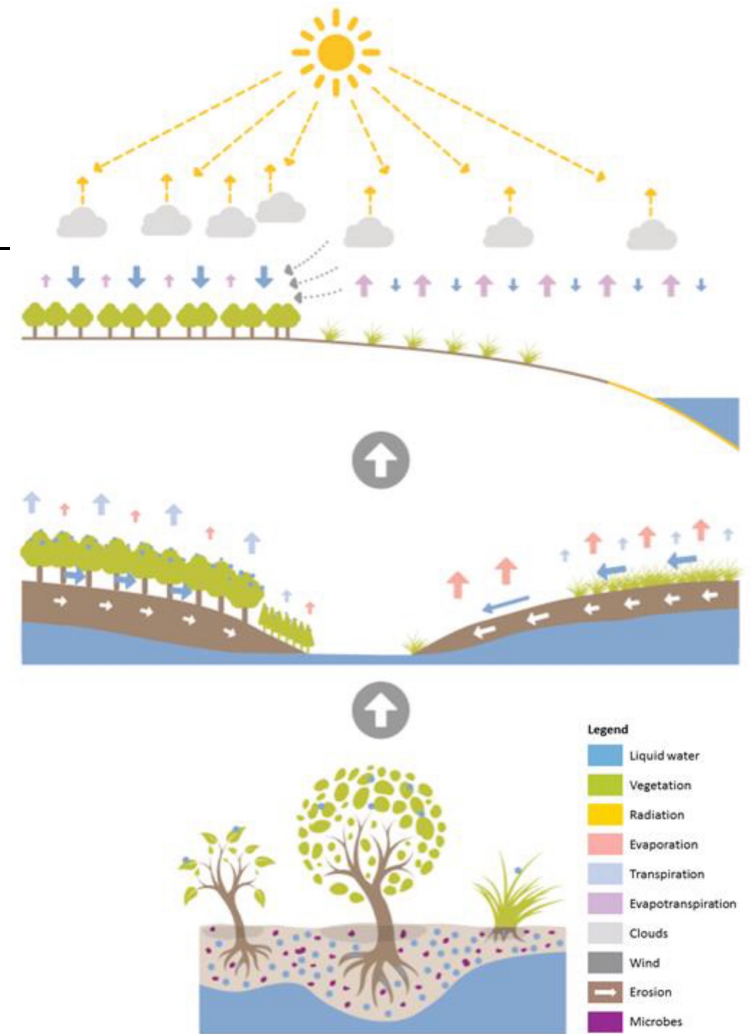 Legend
Liquid water
Vegetation
Radiation
Evaporation
Transpiration
Evapotranspiration
Clouds
Wind
Erosion
Microbes